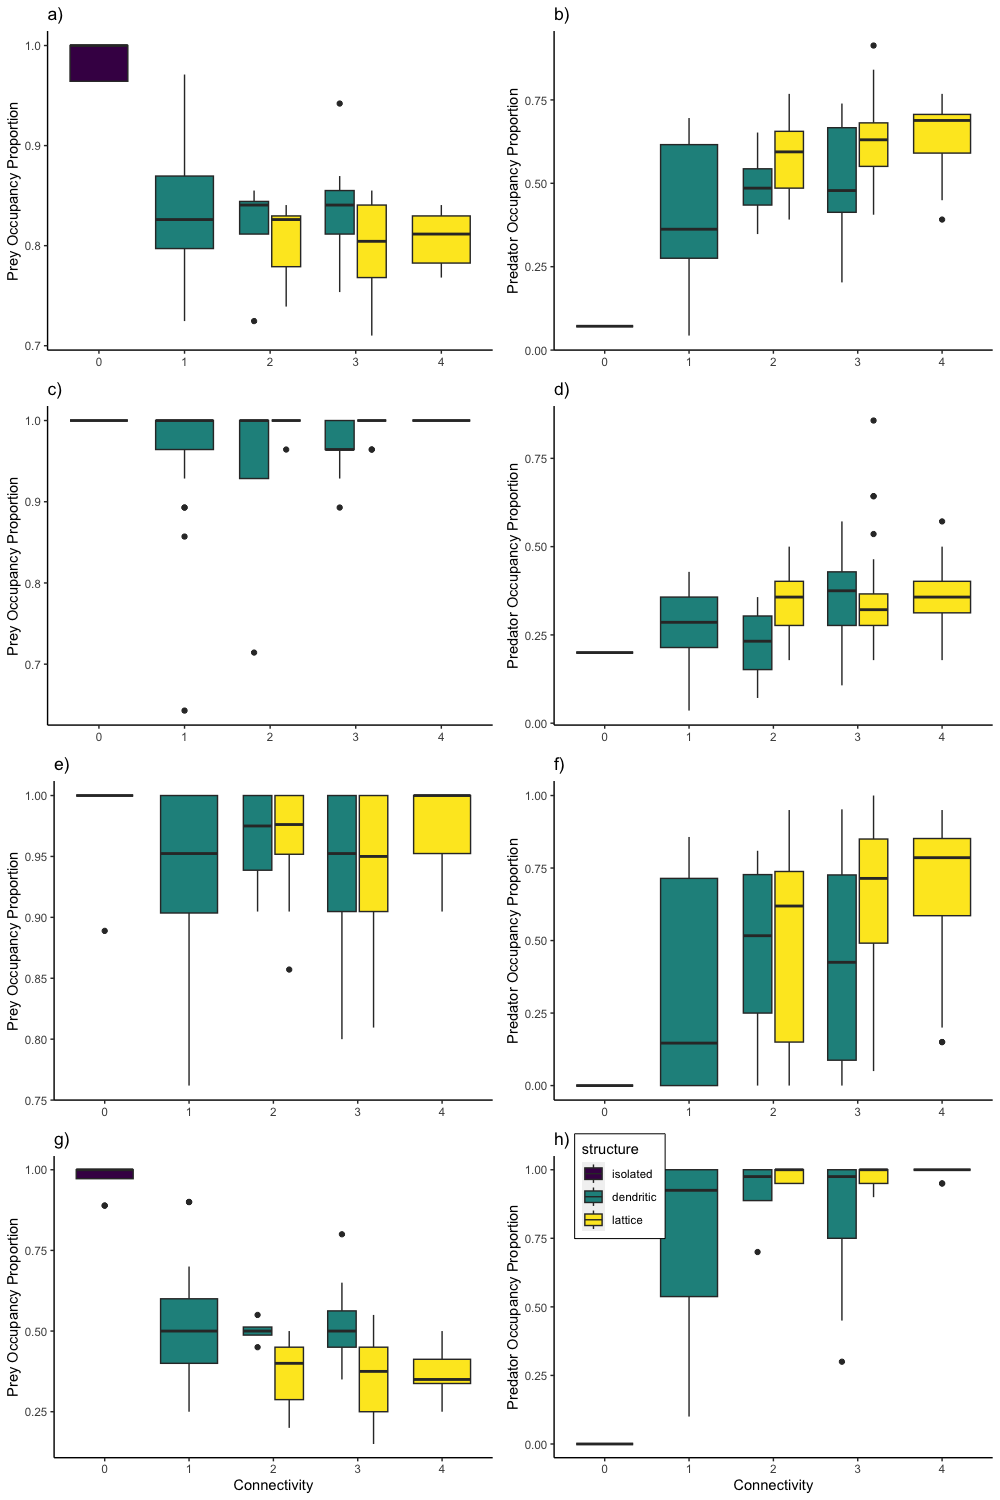 a)
Prey Occupancy Proportion
1.0
0.9
0.8
0.7
0 1 2 3 4
b)
Predator Occupancy Proportion
0.75
0.50
0.25
0.00
0 1 2 3 4
c)
Prey Occupancy Proportion
1.0
0.9
0.8
0.7
0 1 2 3 4
d)
Predator Occupancy Proportion
0.75
0.50
0.25
0.00
0 1 2 3 4
e)
Prey Occupancy Proportion
1.00
0.95
0.90
0.85
0.80
0.75
0 1 2 3 4
f)
Predator Occupancy Proportion
1.00
0.75
0.50
0.25
0.00
0 1 2 3 4
g)
Prey Occupancy Proportion
1.00
0.75
0.50
0.25
0 1 2 3 4
Connectivity
h)
structure
isolated
dendritic
lattice
Predator Occupancy Proportion
1.00
0.75
0.50
0.25
0.00
0 1 2 3 4
Connectivity